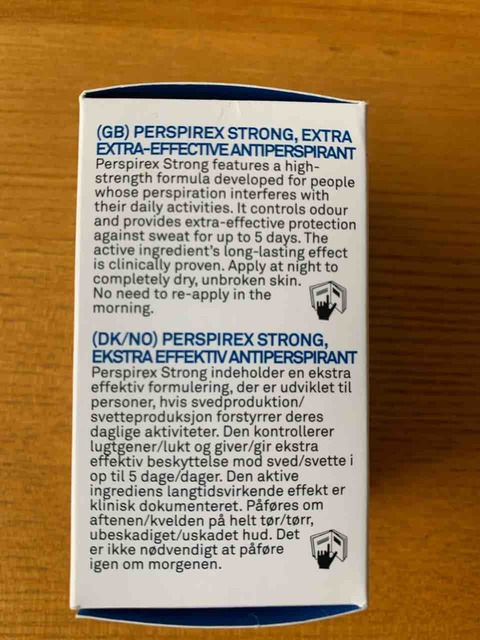 (GB) PERSPIREX STRONG, EXTRA
EXTRA-EFFECTIVE ANTIPERSPIRANT
Perspirex Strong features a high-
strength formula developed for people
whose perspiration interferes with
their daily activities. It controls odour
and provides extra-effective protection
against sweat for up to 5 days. The
active ingredient's long-lasting effect
is clinically proven. Apply at night to
completely dry, unbroken skin.
No need to re-apply in the
morning.
(DK/NO) PERSPIREX STRONG,
EKSTRA EFFEKTIV ANTIPERSPIRANT
Perspirex Strong indeholder en ekstra
effektiv formulering, der er udviklet til
personer, hvis svedproduktion/
svetteproduksjon forstyrrer deres
daglige aktiviteter. Den kontrollerer
lugtgener/lukt og giver/gir ekstra
effektiv beskyttelse mod sved/svette i
op til 5 dage/dager. Den aktive
ingrediens langtidsvirkende effekt er
klinisk dokumenteret. Påføres om
aftenen/kvelden på helt tør/tørr,
ubeskadiget/uskadet hud. Det
er ikke nødvendigt at påføre
igen om morgenen.